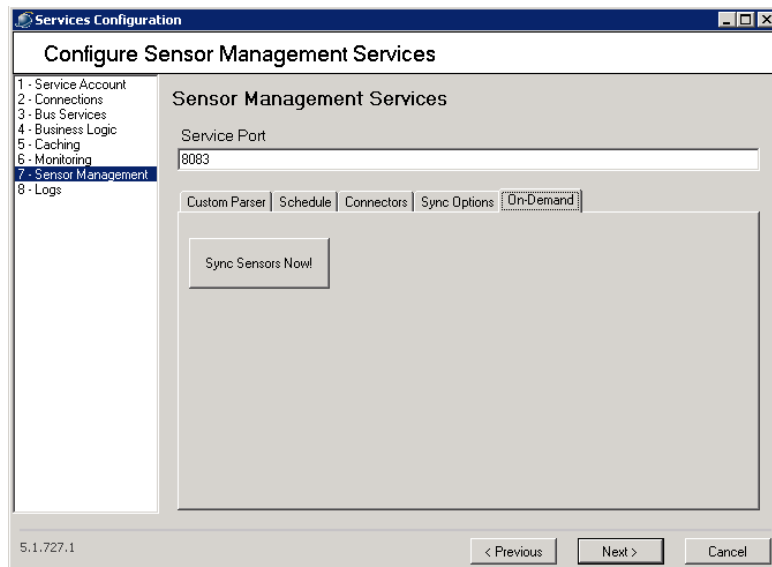 Services Configuration
Configure Sensor Management Services
1 - Service Account
2 - Connections
3 - Bus Services
4 - Business Logic
5 - Caching
6 - Monitoring
7 - Sensor Management
8 - Logs
Sensor Management Services
Service Port
8083
Custom Parser Schedule Connectors Sync Options On-Demand
Sync Sensors Now!
5.1.727.1
< Previous Next > Cancel